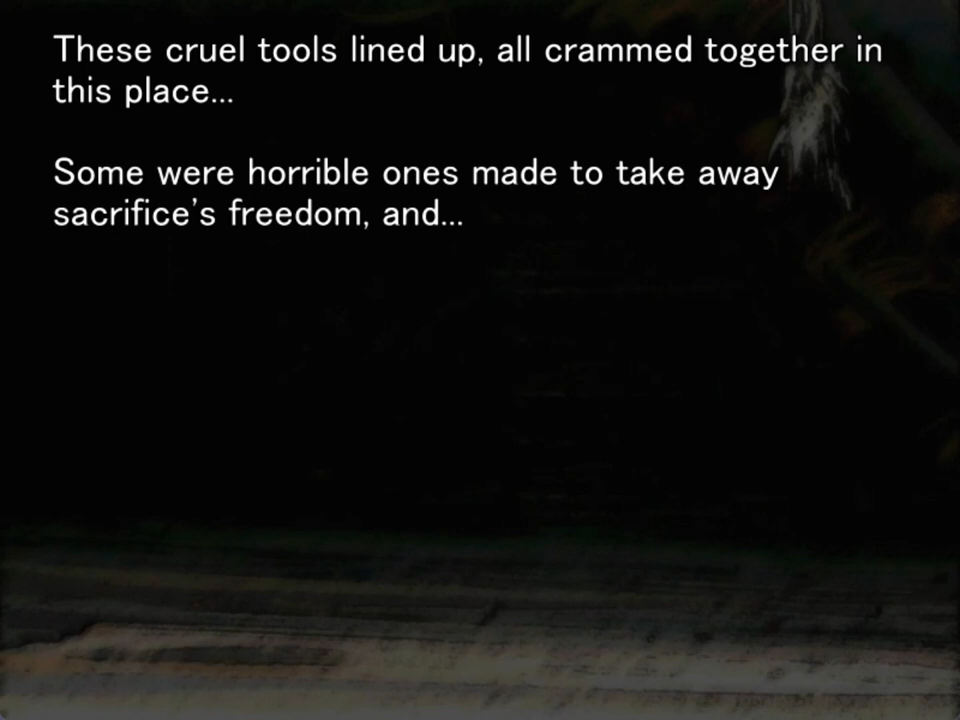 These cruel tools lined up, all crammed together in
this place...
Some were horrible ones made to take away
sacrifice's freedom, and...